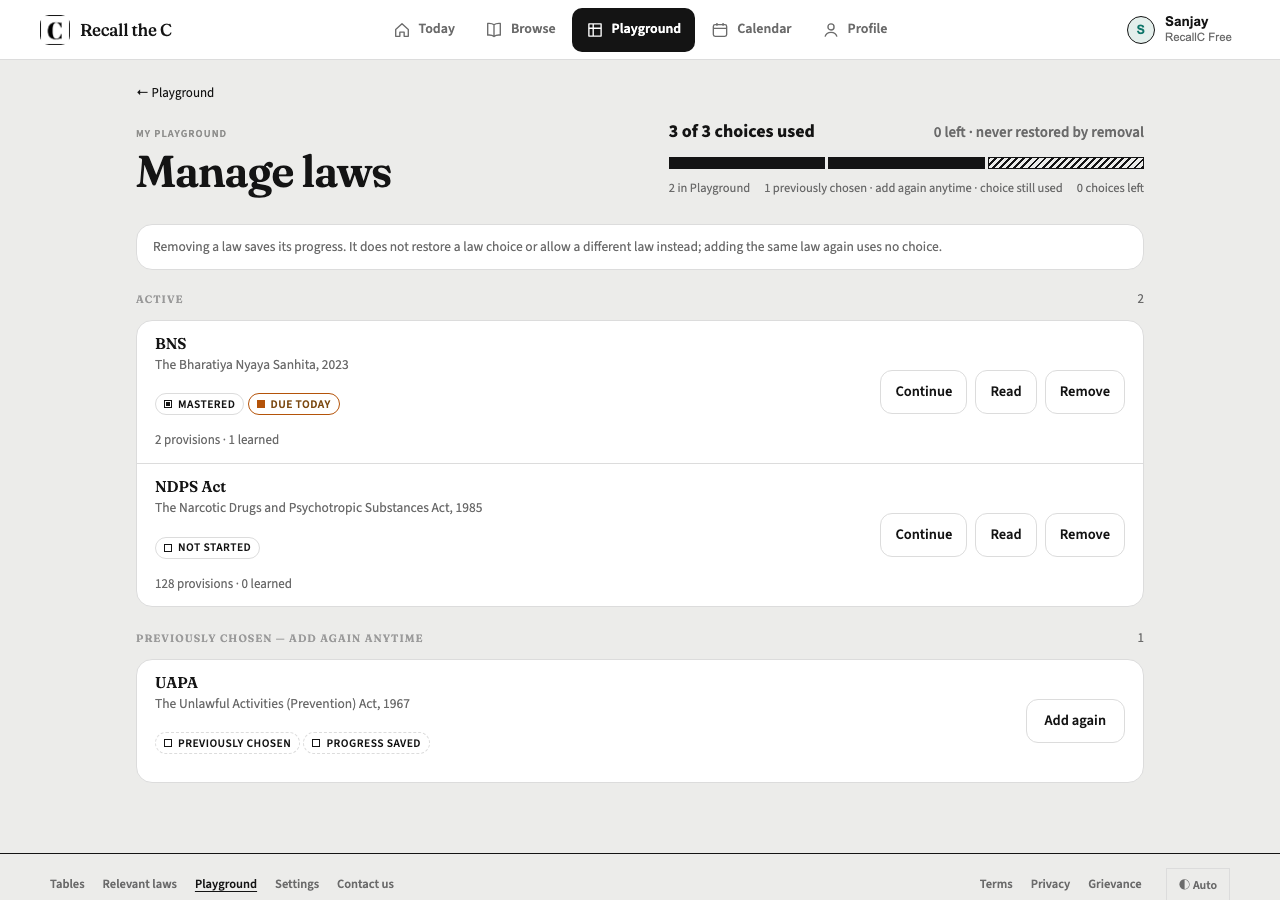 C Recall the C
Today
Browse
Playground
Calendar
Profile
S
Sanjay
RecallC Free
← Playground
MY PLAYGROUND
Manage laws
3 of 3 choices used
0 left · never restored by removal
2 in Playground
1 previously chosen · add again anytime · choice still used
0 choices left
Removing a law saves its progress. It does not restore a law choice or allow a different law instead; adding the same law again uses no choice.
ACTIVE
2
BNS
The Bharatiya Nyaya Sanhita, 2023
MASTERED
DUE TODAY
2 provisions · 1 learned
Continue
Read
Remove
NDPS Act
The Narcotic Drugs and Psychotropic Substances Act, 1985
NOT STARTED
128 provisions · 0 learned
Continue
Read
Remove
PREVIOUSLY CHOSEN — ADD AGAIN ANYTIME
1
UAPA
The Unlawful Activities (Prevention) Act, 1967
PREVIOUSLY CHOSEN
PROGRESS SAVED
Add again
Tables
Relevant laws
Playground
Settings
Contact us
Terms
Privacy
Grievance
Auto